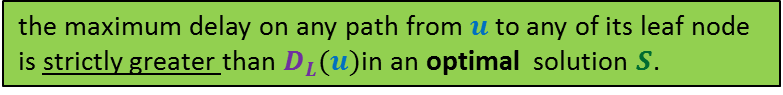 the maximum delay on any path from u to any of its leaf node
is strictly greater than D_L(u)in an optimal solution S.